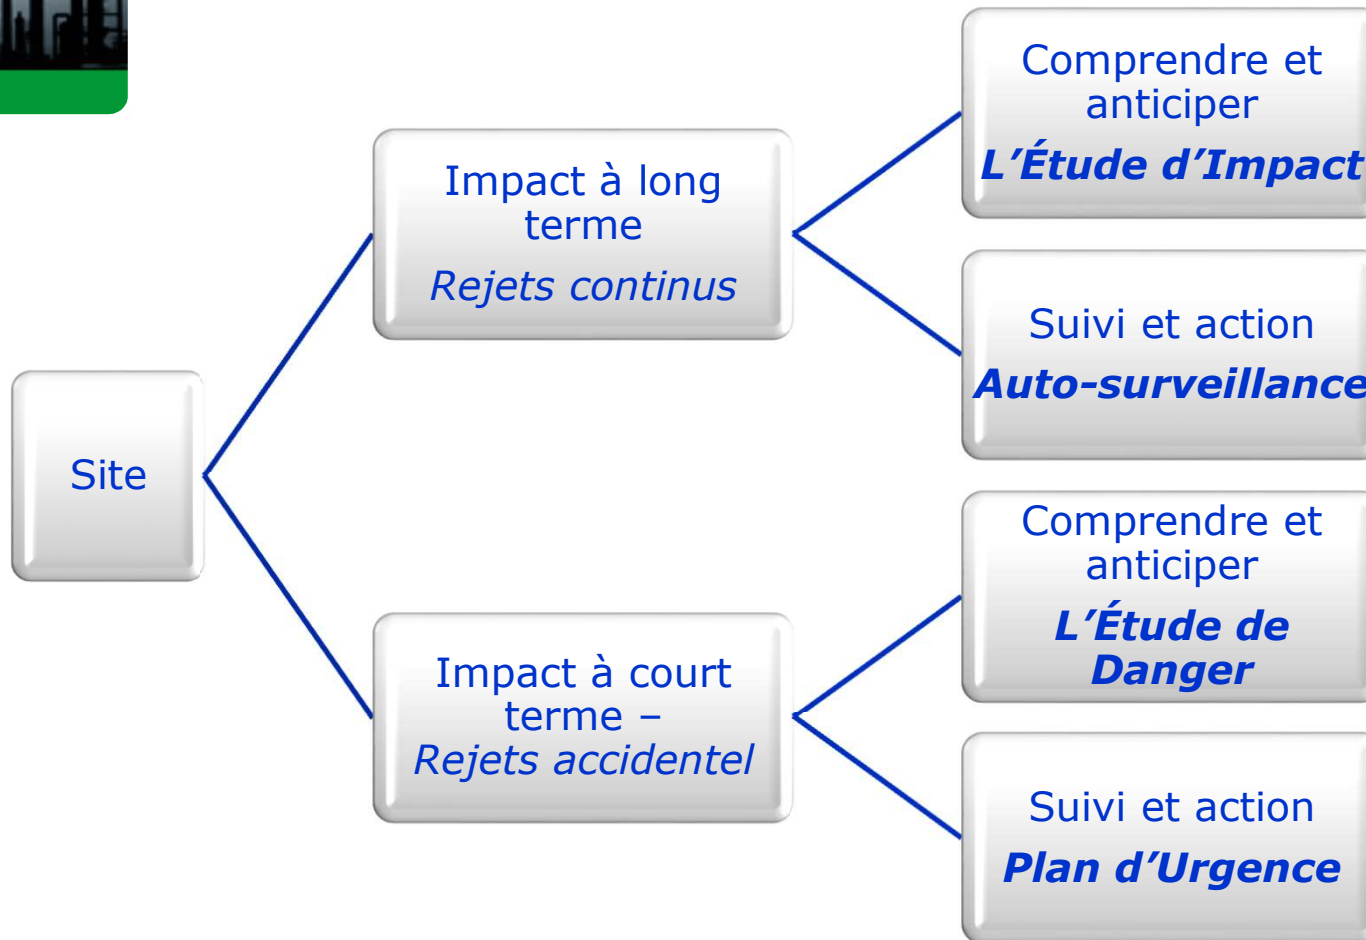 Site
Impact à long
terme
Rejets continus
Comprendre et
anticiper
L’Étude d’Impact
Suivi et action
Auto-surveillance
Impact à court
terme –
Rejets accidentel
Comprendre et
anticiper
L’Étude de
Danger
Suivi et action
Plan d’Urgence